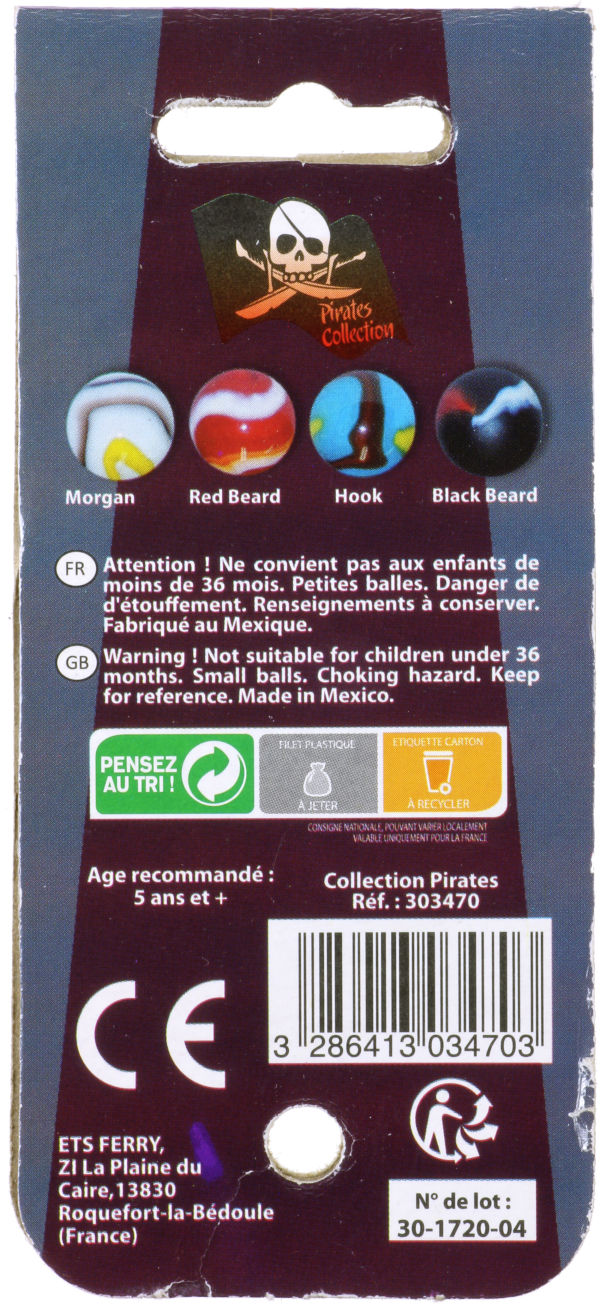 Pirates
Collection
Morgan
Red Beard
Hook
Black Beard
FR
Attention ! Ne convient pas aux enfants de
moins de 36 mois. Petites balles. Danger de
d'étouffement. Renseignements à conserver.
Fabriqué au Mexique.
GB
Warning ! Not suitable for children under 36
months. Small balls. Choking hazard. Keep
for reference. Made in Mexico.
PENSEZ
AU TRI !
FILET PLASTIQUE
À JETER
ETIQUETTE CARTON
À RECYCLER
CONSIGNE NATIONALE, POUVANT VARIER LOCALEMENT
VALABLE UNIQUEMENT POUR LA FRANCE
Age recommandé :
5 ans et +
Collection Pirates
Réf. : 303470
3 286413 034703
CE
ETS FERRY,
ZI La Plaine du
Caire,13830
Roquefort-la-Bédoule
(France)
N° de lot :
30-1720-04